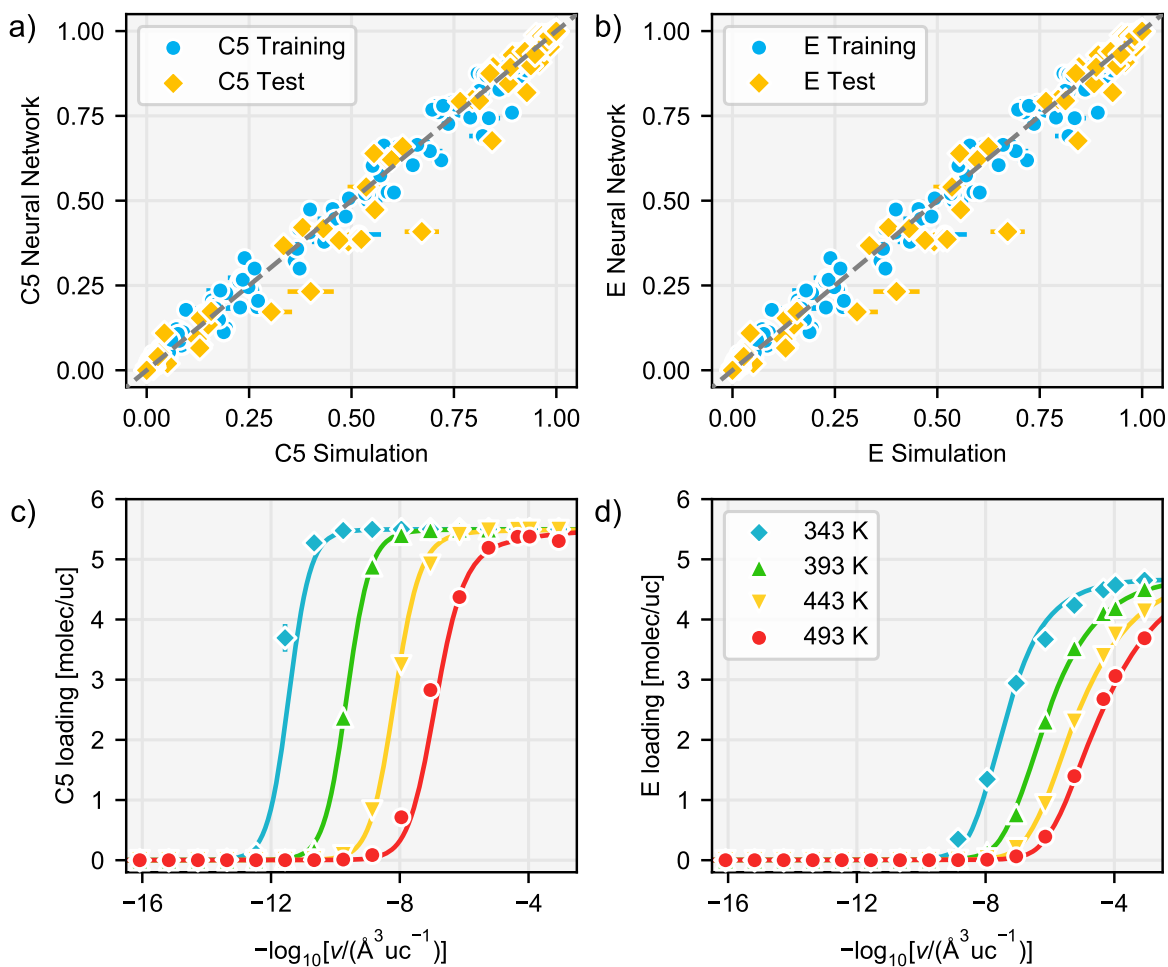 a)
C5 Training
C5 Test
1.00
0.75
0.50
0.25
0.00
C5 Neural Network
0.00 0.25 0.50 0.75 1.00
C5 Simulation
b)
E Training
E Test
1.00
0.75
0.50
0.25
0.00
E Neural Network
0.00 0.25 0.50 0.75 1.00
E Simulation
c)
6
5
4
3
2
1
0
C5 loading [molec/uc]
−16 −12 −8 −4
−log₁₀[v/(Å³ uc⁻¹)]
d)
343 K
393 K
443 K
493 K
6
5
4
3
2
1
0
E loading [molec/uc]
−16 −12 −8 −4
−log₁₀[v/(Å³ uc⁻¹)]